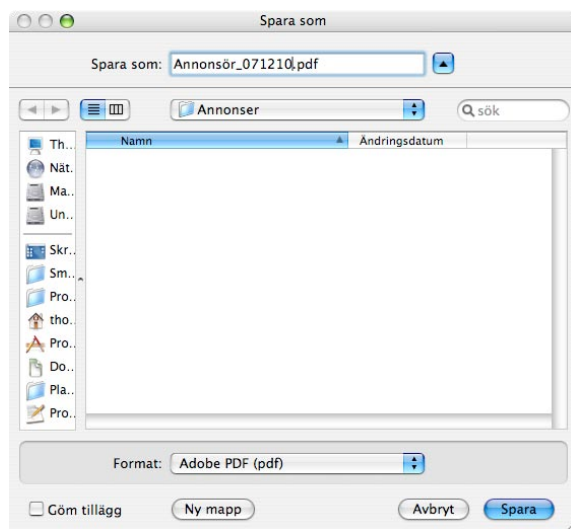 Spara som
Spara som: Annonsör_071210.pdf
Annonser
sök
Namn Ändringsdatum
Th...
Nät.
Ma..
Un..
Skr..
Sm..
Pro..
tho..
Pro..
Do..
Pla..
Pro..
Format: Adobe PDF (pdf)
Göm tillägg Ny mapp Avbryt Spara